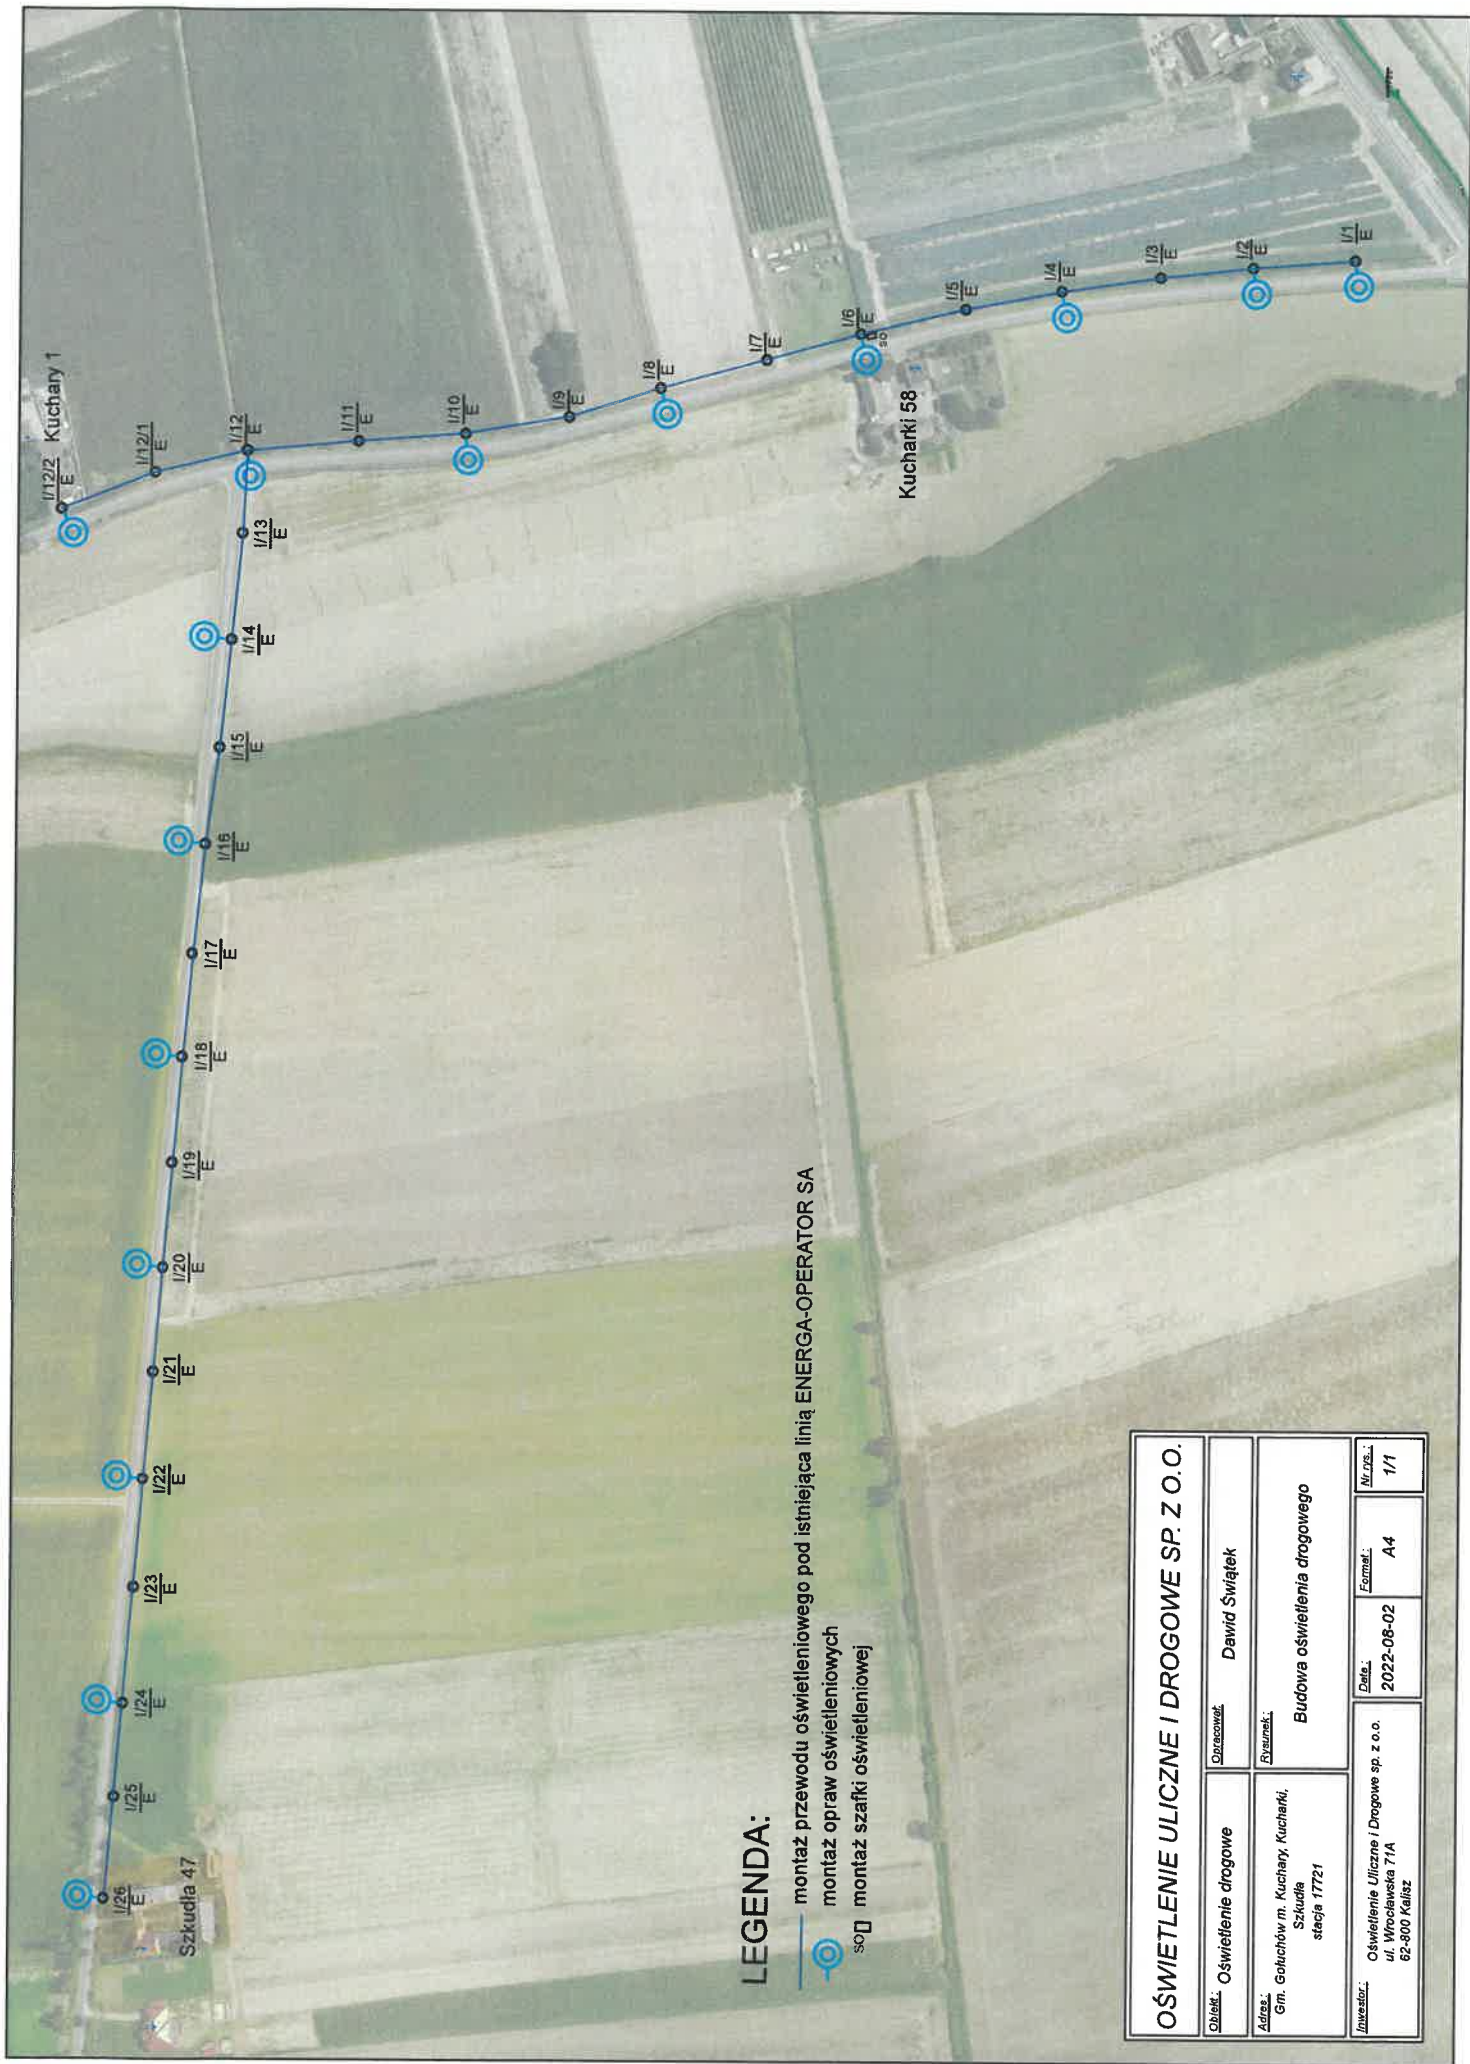 Kuchary 1
I/12/2
E
I/12/1
E
I/12
E
I/11
E
I/10
E
I/9
E
I/8
E
I/7
E
I/6
E
so
I/5
E
I/4
E
I/3
E
I/2
E
I/1
E
Kucharki 58
I/13
E
I/14
E
I/15
E
I/16
E
I/17
E
I/18
E
I/19
E
I/20
E
I/21
E
I/22
E
I/23
E
I/24
E
I/25
E
I/26
E
Szkudła 47
LEGENDA:
montaż przewodu oświetleniowego pod istniejąca linią ENERGA-OPERATOR SA
montaż opraw oświetleniowych
so montaż szafki oświetleniowej
OŚWIETLENIE ULICZNE I DROGOWE SP. Z O.O.
Obiekt: Oświetlenie drogowe
Opracował: Dawid Świątek
Adres: Gm. Gołuchów m. Kuchary, Kucharki,
Szkudła
stacja 17721
Rysunek:
Budowa oświetlenia drogowego
Inwestor: Oświetlenie Uliczne i Drogowe sp. z o.o.
ul. Wrocławska 71A
62-800 Kalisz
Data:
2022-08-02
Format:
A4
Nr rys.:
1/1